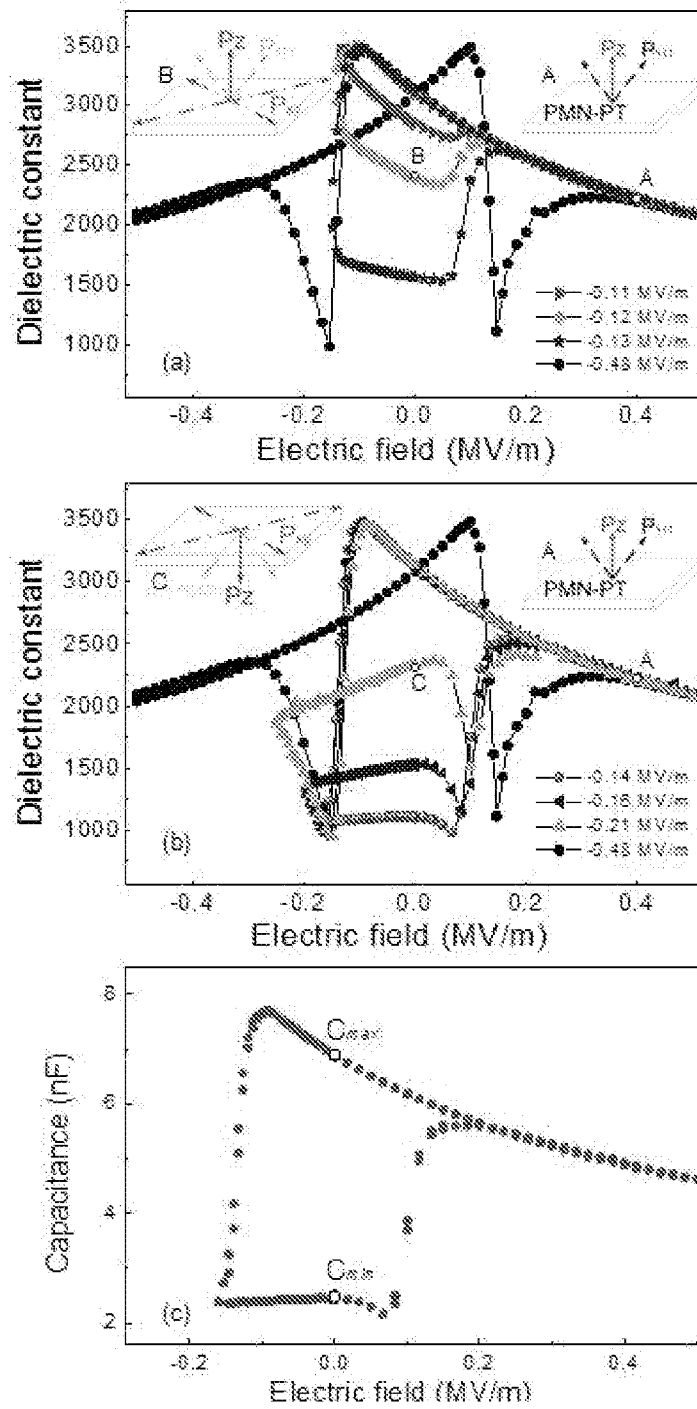 Dielectric constant
3500
3000
2500
2000
1500
1000
Pz
B
Pz
A
PMN-PT
B
A
-0.11 MV/m
-0.12 MV/m
-0.13 MV/m
-0.48 MV/m
(a)
-0.4 -0.2 0.0 0.2 0.4
Electric field (MV/m)
Dielectric constant
3500
3000
2500
2000
1500
1000
C
Pz
Pz
A
PMN-PT
C
A
-0.14 MV/m
-0.16 MV/m
-0.21 MV/m
-0.48 MV/m
(b)
-0.4 -0.2 0.0 0.2 0.4
Electric field (MV/m)
Capacitance (nF)
8
6
4
2
Cmax
Cmin
(c)
-0.2 0.0 0.2 0.4
Electric field (MV/m)